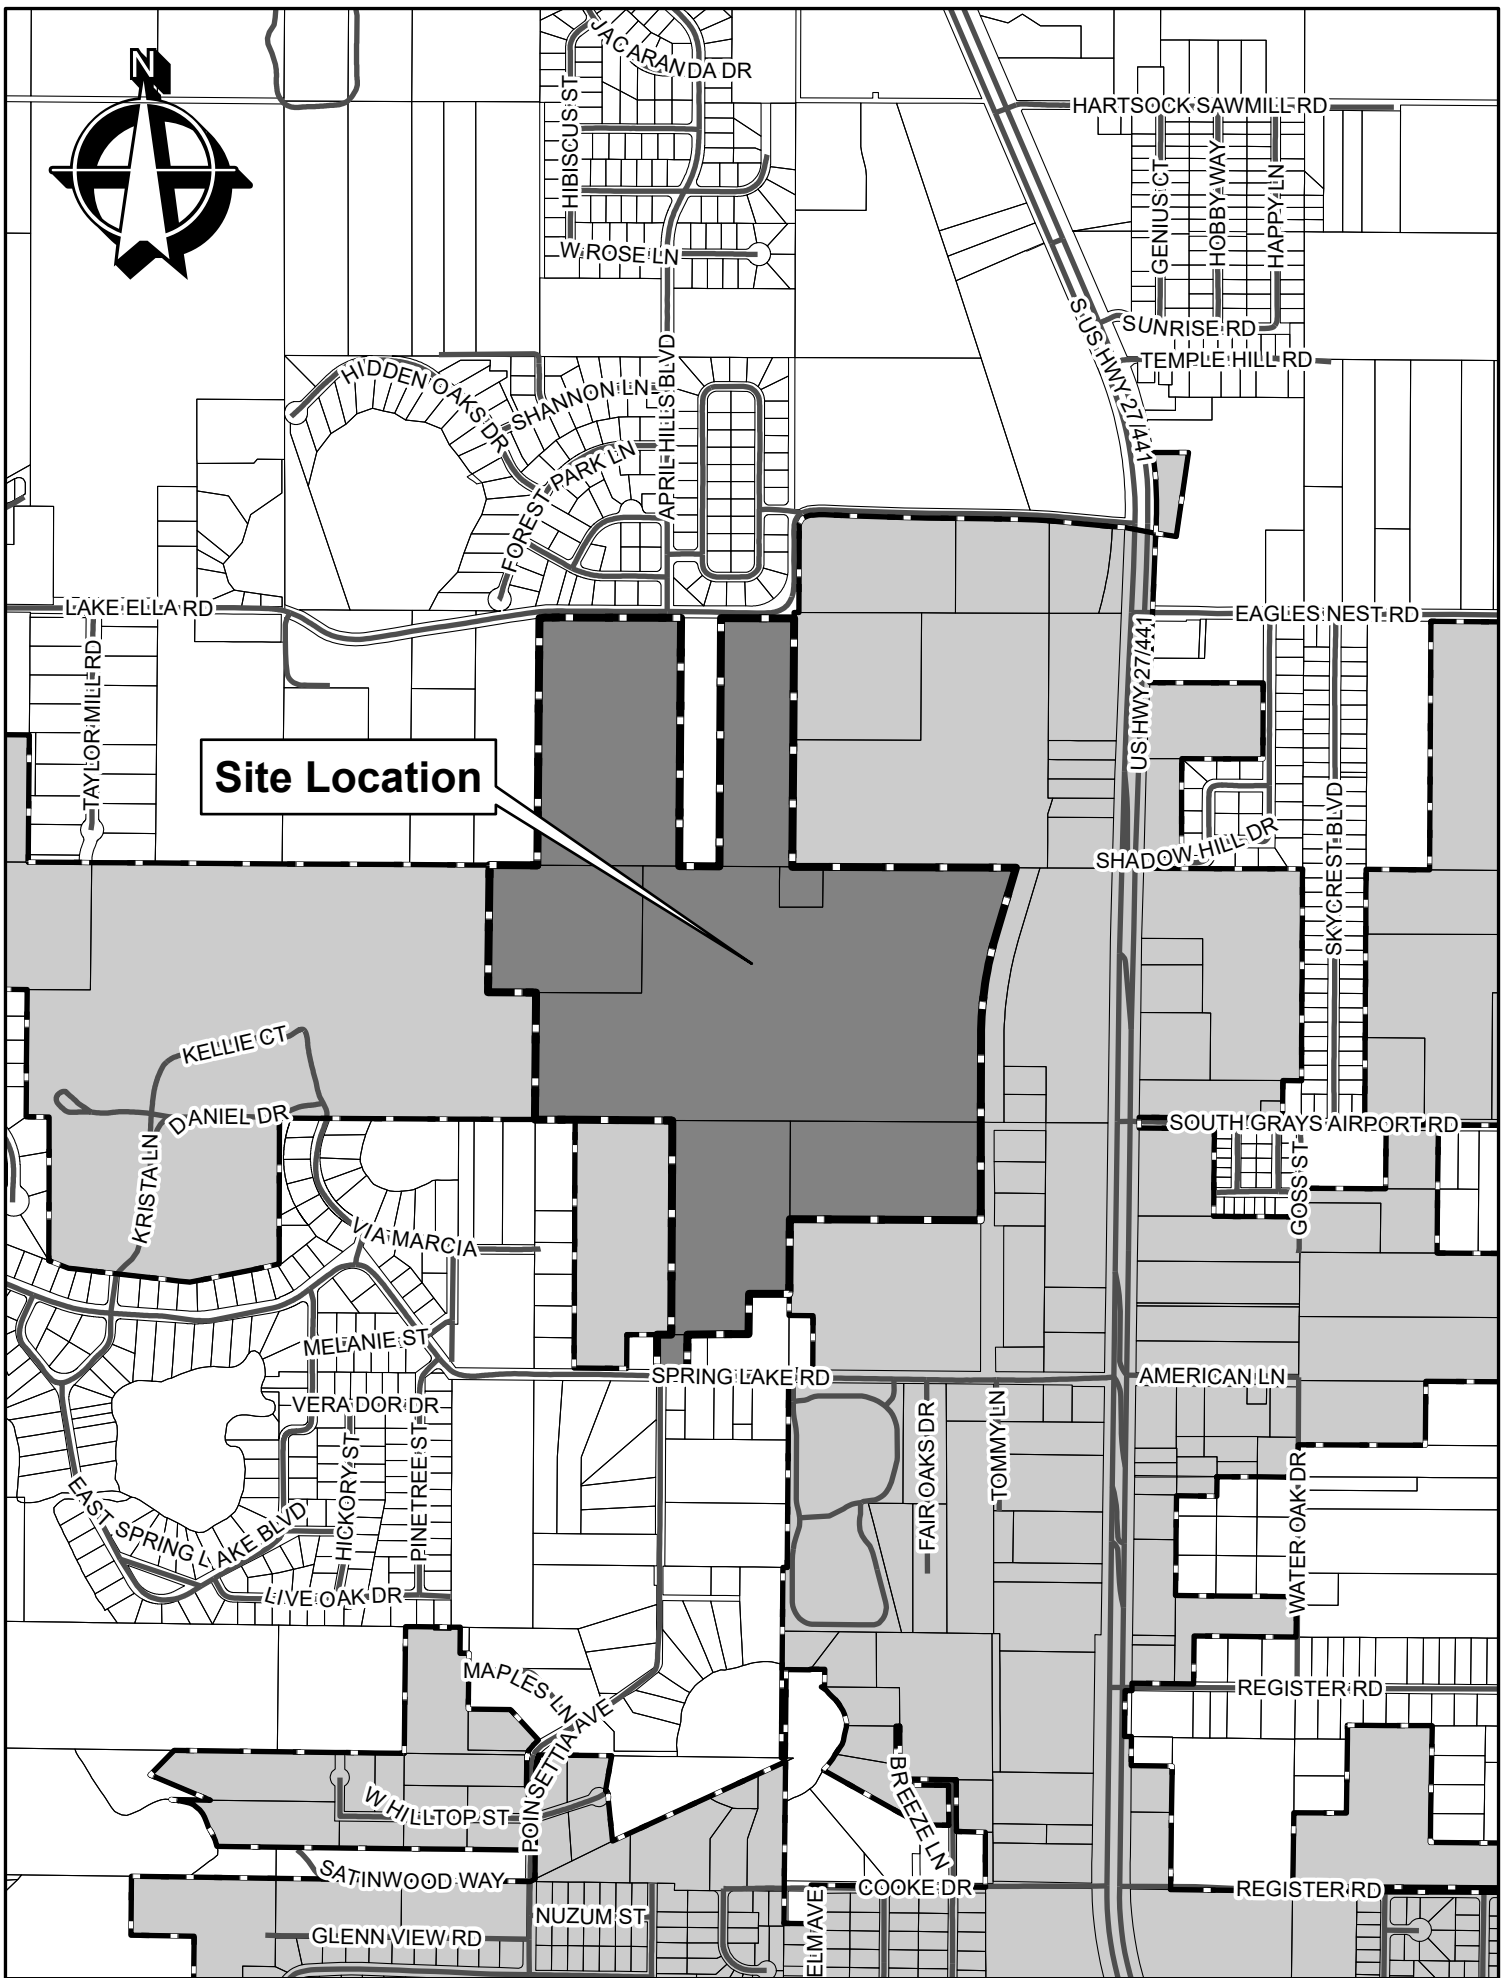 N
JACARANDA DR
HIBISCUS ST
HARTSOCK SAWMILL RD
GENIUS CT
HOBBY WAY
HAPPY LN
W ROSE LN
S US HWY 27/441
SUNRISE RD
TEMPLE HILL RD
APRIL HILLS BLVD
HIDDEN OAKS DR
SHANNON LN
FOREST PARK LN
LAKE ELLA RD
EAGLES NEST RD
TAYLOR MILL RD
US HWY 27/441
Site Location
SKYCREST BLVD
SHADOW HILL DR
KELLIE CT
DANIEL DR
KRISTA LN
SOUTH GRAYS AIRPORT RD
GOSS ST
VIA MARCIA
MELANIE ST
SPRING LAKE RD
AMERICAN LN
VERA DOR DR
HICKORY ST
PINETREE ST
FAIR OAKS DR
TOMMY LN
WATER OAK DR
EAST SPRING LAKE BLVD
LIVE OAK DR
MAPLES LN
POINSETTIA AVE
REGISTER RD
W HILLTOP ST
BREEZE LN
SATINWOOD WAY
COOKE DR
REGISTER RD
NUZUM ST
ELM AVE
GLENN VIEW RD